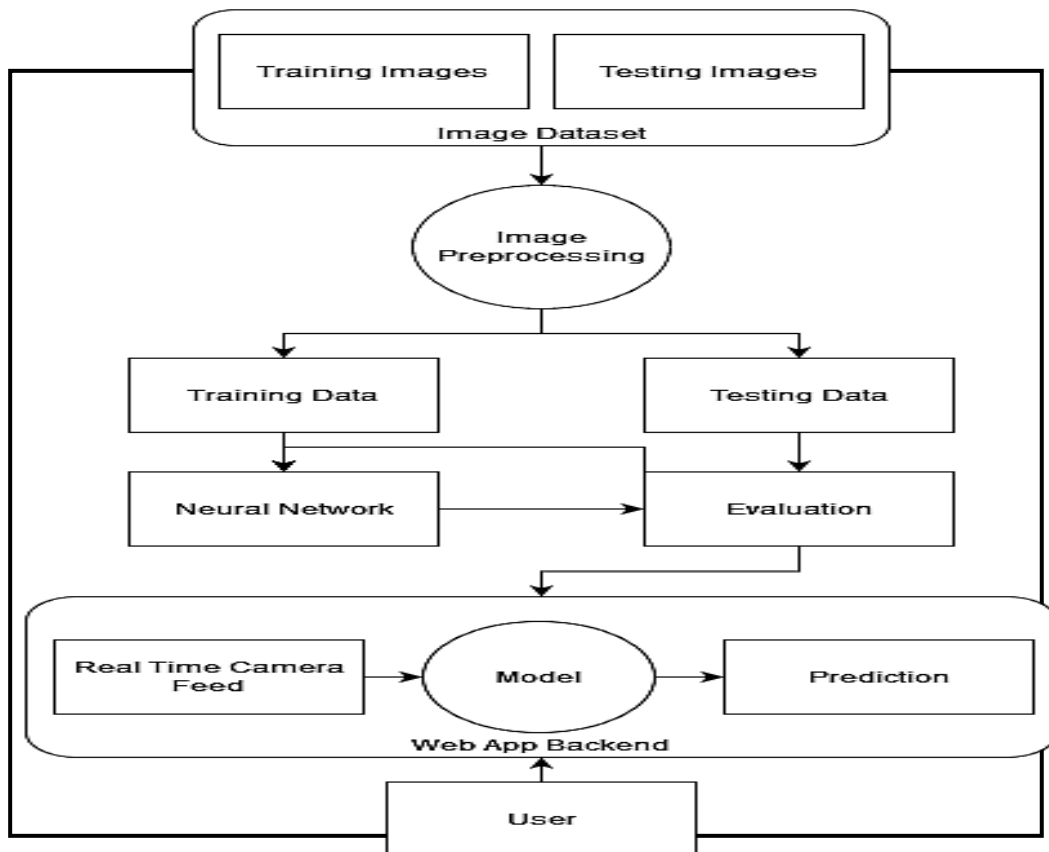 Training Images
Testing Images
Image Dataset
Image
Preprocessing
Training Data
Testing Data
Neural Network
Evaluation
Real Time Camera
Feed
Model
Prediction
Web App Backend
User